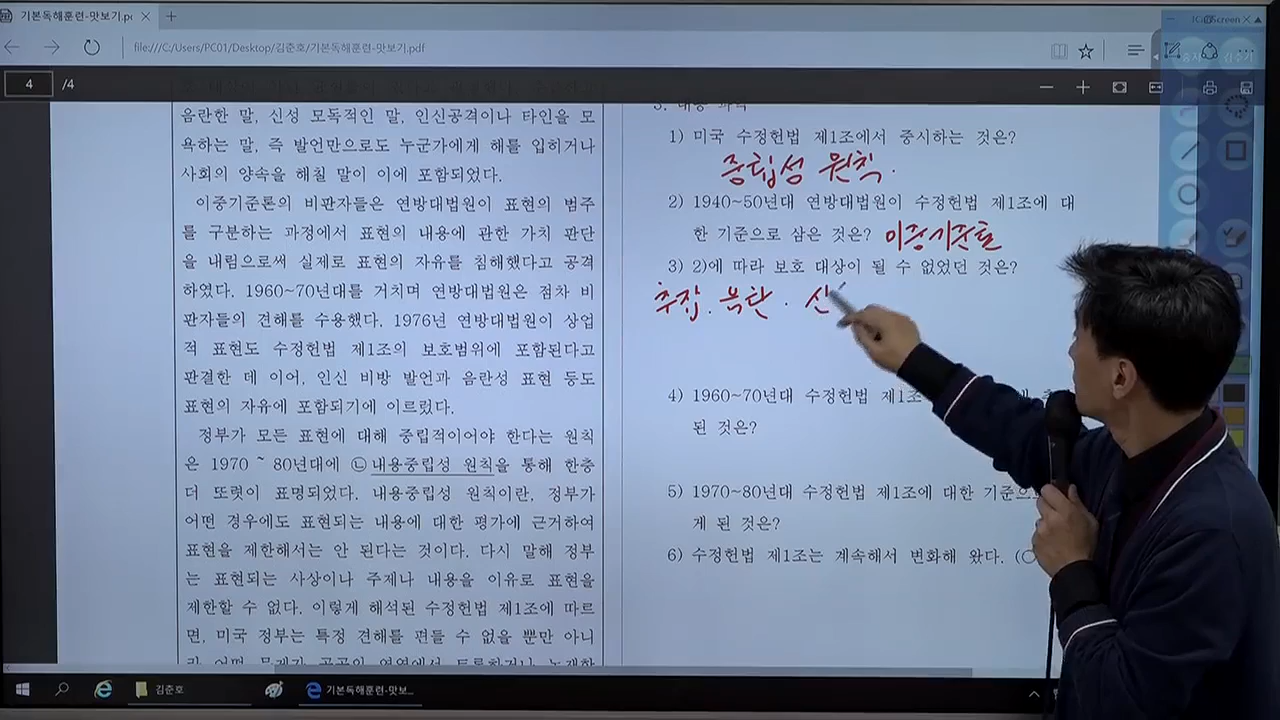 기본독해훈련-맛보기.pc
file:///C:/Users/PC01/Desktop/김준호/기본독해훈련-맛보기.pdf
4 /4
음란한 말, 신성 모독적인 말, 인신공격이나 타인을 모
욕하는 말, 즉 발언만으로도 누군가에게 해를 입히거나
사회의 양속을 해칠 말이 이에 포함되었다.
이중기준론의 비판자들은 연방대법원이 표현의 범주
를 구분하는 과정에서 표현의 내용에 관한 가치 판단
을 내림으로써 실제로 표현의 자유를 침해했다고 공격
하였다. 1960~70년대를 거치며 연방대법원은 점차 비
판자들의 견해를 수용했다. 1976년 연방대법원이 상업
적 표현도 수정헌법 제1조의 보호범위에 포함된다고
판결한 데 이어, 인신 비방 발언과 음란성 표현 등도
표현의 자유에 포함되기에 이르렀다.
정부가 모든 표현에 대해 중립적이어야 한다는 원칙
은 1970 ~ 80년대에 ㉡내용중립성 원칙을 통해 한층
더 또렷이 표명되었다. 내용중립성 원칙이란, 정부가
어떤 경우에도 표현되는 내용에 대한 평가에 근거하여
표현을 제한해서는 안 된다는 것이다. 다시 말해 정부
는 표현되는 사상이나 주제나 내용을 이유로 표현을
제한할 수 없다. 이렇게 해석된 수정헌법 제1조에 따르
면, 미국 정부는 특정 견해를 편들 수 없을 뿐만 아니
1) 미국 수정헌법 제1조에서 중시하는 것은?
중립성 원칙.
2) 1940~50년대 연방대법원이 수정헌법 제1조에 대
한 기준으로 삼은 것은? 이중기준론
3) 2)에 따라 보호 대상이 될 수 없었던 것은?
추잡. 음란.
4) 1960~70년대 수정헌법 제1조
된 것은?
5) 1970~80년대 수정헌법 제1조에 대한 기준으
게 된 것은?
6) 수정헌법 제1조는 계속해서 변화해 왔다. (○
김준호
기본독해훈련-맛보...